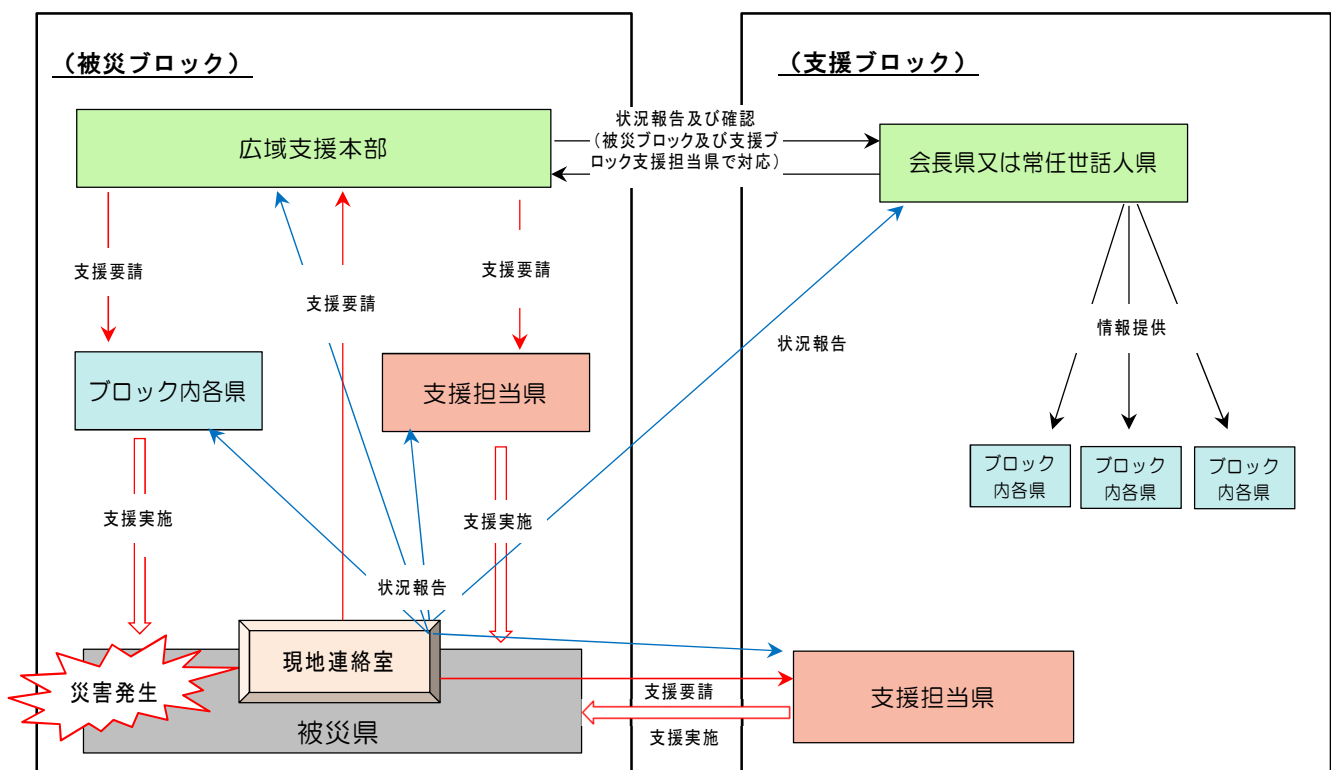 （被災ブロック）
（支援ブロック）
広域支援本部
状況報告及び確認
（被災ブロック及び支援ブ
ロック支援担当県で対応）
会長県又は常任世話人県
支援要請
支援要請
支援要請
状況報告
情報提供
ブロック内各県
支援担当県
ブロック
内各県
ブロック
内各県
ブロック
内各県
支援実施
支援実施
状況報告
現地連絡室
災害発生
被災県
支援要請
支援実施
支援担当県